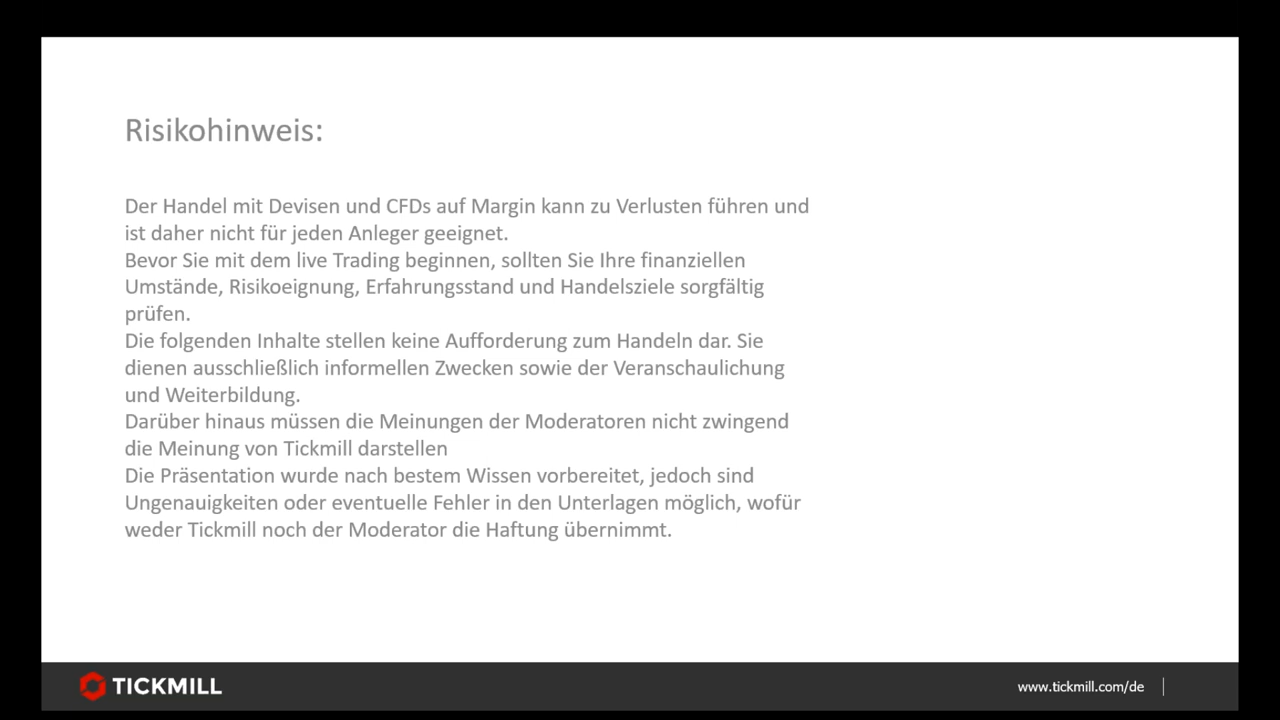 Risikohinweis:
Der Handel mit Devisen und CFDs auf Margin kann zu Verlusten führen und
ist daher nicht für jeden Anleger geeignet.
Bevor Sie mit dem live Trading beginnen, sollten Sie Ihre finanziellen
Umstände, Risikoeignung, Erfahrungsstand und Handelsziele sorgfältig
prüfen.
Die folgenden Inhalte stellen keine Aufforderung zum Handeln dar. Sie
dienen ausschließlich informellen Zwecken sowie der Veranschaulichung
und Weiterbildung.
Darüber hinaus müssen die Meinungen der Moderatoren nicht zwingend
die Meinung von Tickmill darstellen
Die Präsentation wurde nach bestem Wissen vorbereitet, jedoch sind
Ungenauigkeiten oder eventuelle Fehler in den Unterlagen möglich, wofür
weder Tickmill noch der Moderator die Haftung übernimmt.
TICKMILL
www.tickmill.com/de